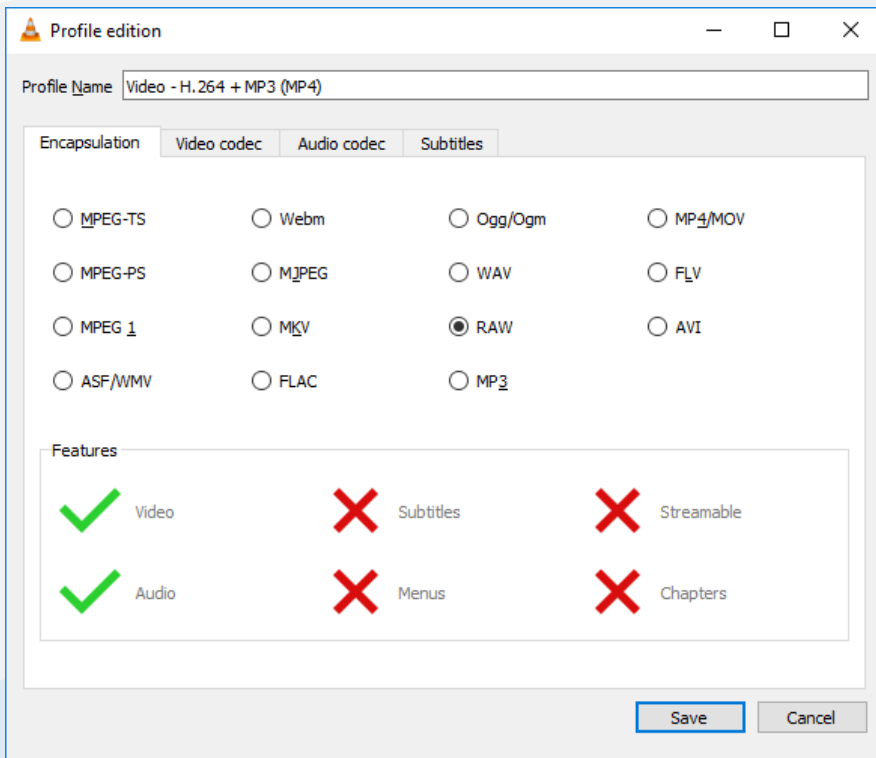 Profile edition
Profile Name Video - H.264 + MP3 (MP4)
Encapsulation Video codec Audio codec Subtitles
MPEG-TS Webm Ogg/Ogm MP4/MOV
MPEG-PS MJPEG WAV FLV
MPEG 1 MKV RAW AVI
ASF/WMV FLAC MP3
Features
Video Subtitles Streamable
Audio Menus Chapters
Save Cancel